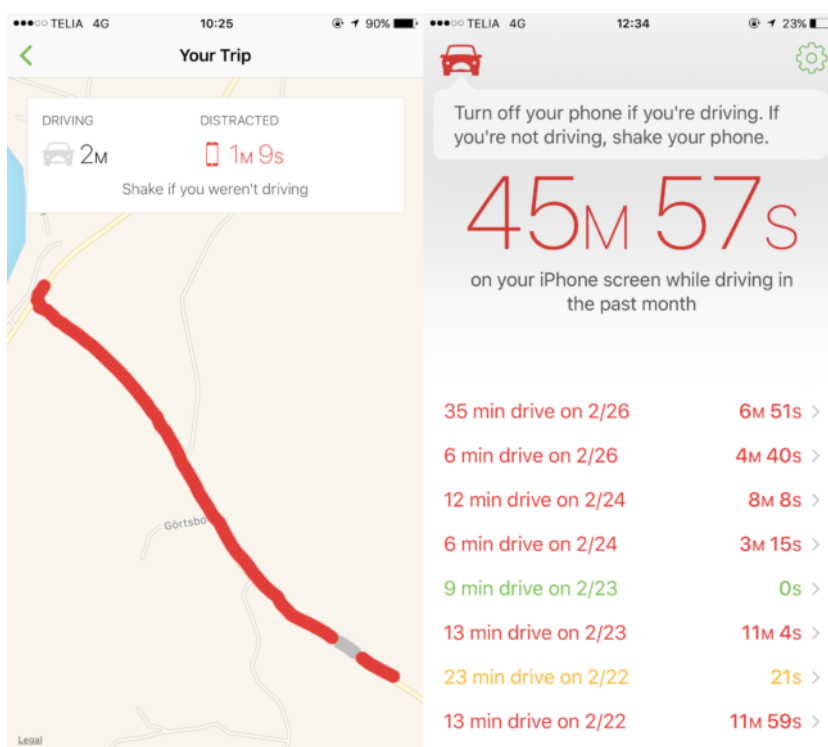 TELIA 4G 10:25 90%
Your Trip
DRIVING DISTRACTED
2M 1M 9S
Shake if you weren't driving
Görtsbo
Legal
TELIA 4G 12:34 23%
Turn off your phone if you're driving. If
you're not driving, shake your phone.
45M 57S
on your iPhone screen while driving in
the past month
35 min drive on 2/26 6M 51S
6 min drive on 2/26 4M 40S
12 min drive on 2/24 8M 8S
6 min drive on 2/24 3M 15S
9 min drive on 2/23 0S
13 min drive on 2/23 11M 4S
23 min drive on 2/22 21S
13 min drive on 2/22 11M 59S